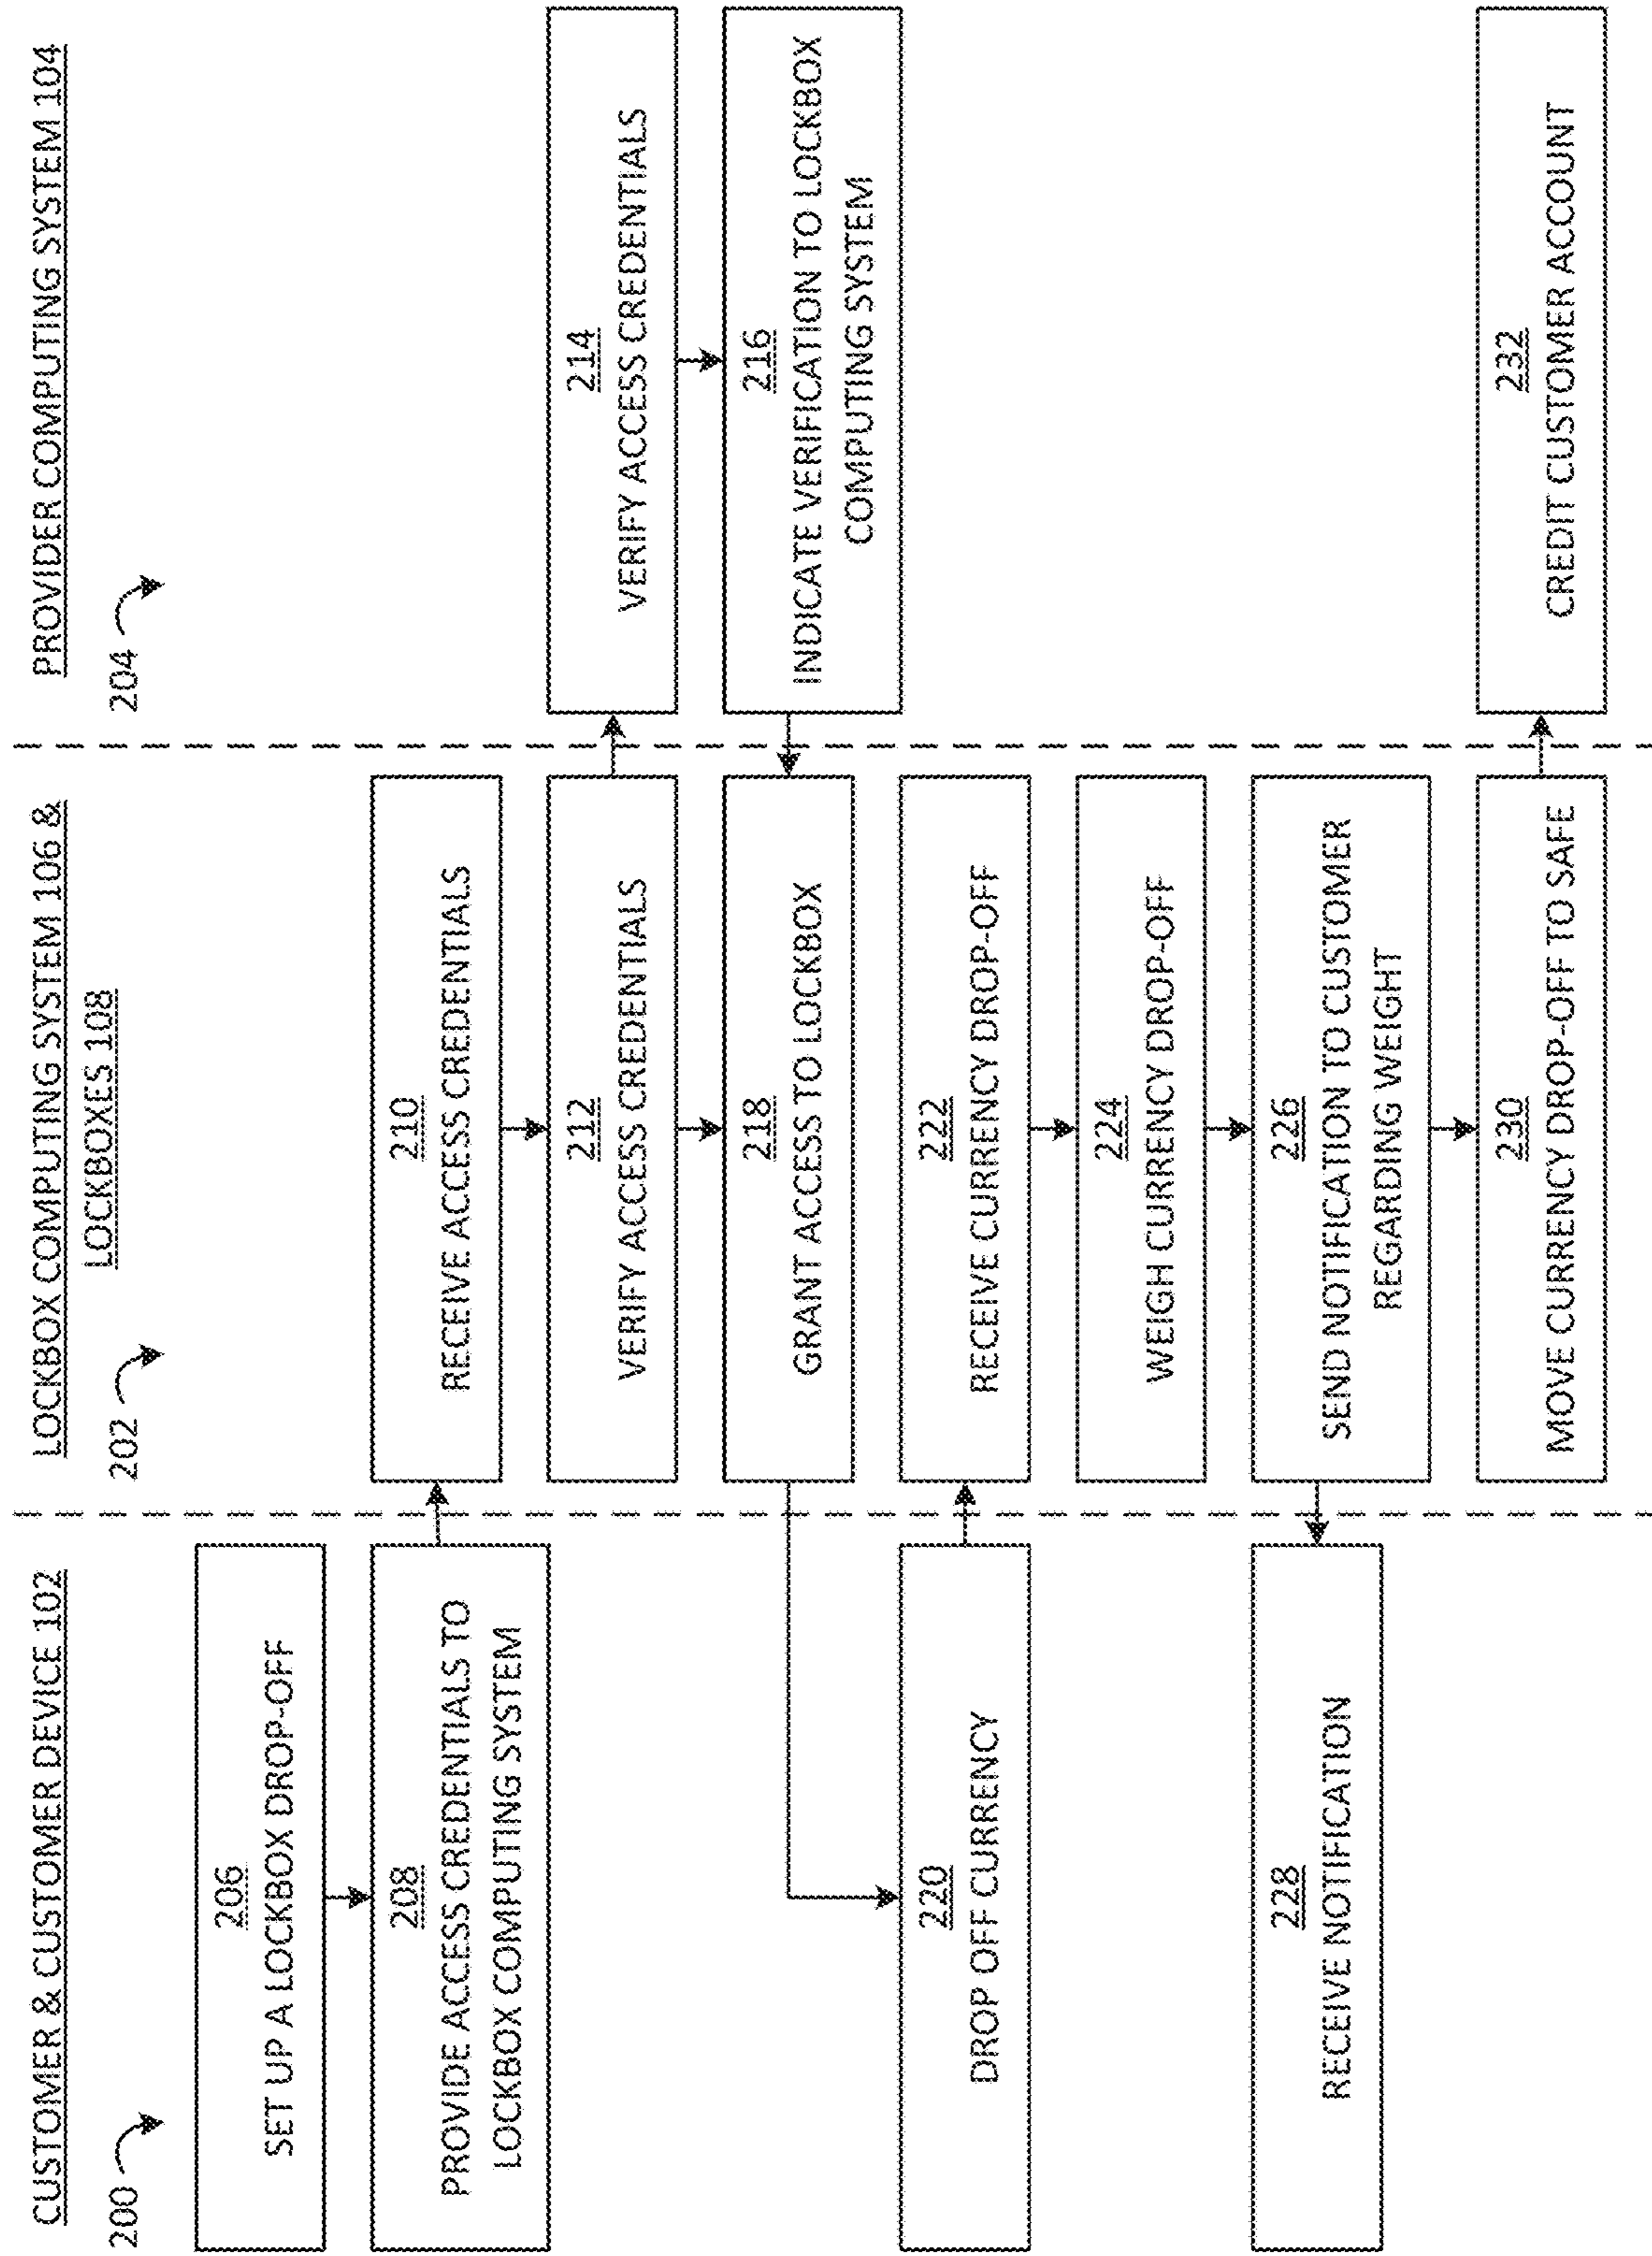 CUSTOMER & CUSTOMER DEVICE 102
200
206
SET UP A LOCKBOX DROP-OFF
208
PROVIDE ACCESS CREDENTIALS TO
LOCKBOX COMPUTING SYSTEM
220
DROP OFF CURRENCY
228
RECEIVE NOTIFICATION
LOCKBOX COMPUTING SYSTEM 106 &
LOCKBOXES 108
202
210
RECEIVE ACCESS CREDENTIALS
212
VERIFY ACCESS CREDENTIALS
218
GRANT ACCESS TO LOCKBOX
222
RECEIVE CURRENCY DROP-OFF
224
WEIGH CURRENCY DROP-OFF
226
SEND NOTIFICATION TO CUSTOMER
REGARDING WEIGHT
230
MOVE CURRENCY DROP-OFF TO SAFE
PROVIDER COMPUTING SYSTEM 104
204
214
VERIFY ACCESS CREDENTIALS
216
INDICATE VERIFICATION TO LOCKBOX
COMPUTING SYSTEM
232
CREDIT CUSTOMER ACCOUNT